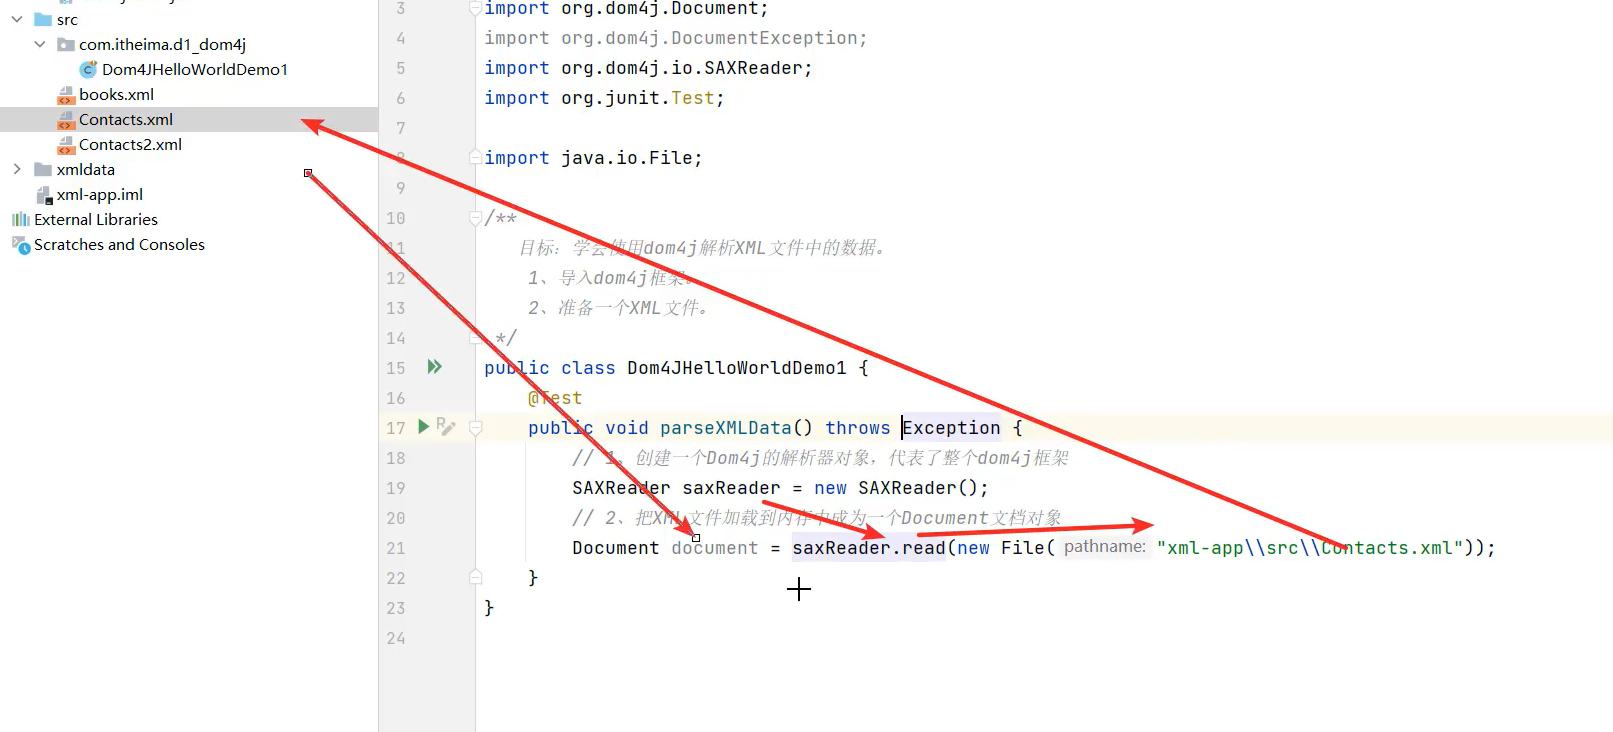 src
com.itheima.d1_dom4j
Dom4JHelloWorldDemo1
books.xml
Contacts.xml
Contacts2.xml
xmldata
xml-app.iml
External Libraries
Scratches and Consoles
3 import org.dom4j.Document;
4 import org.dom4j.DocumentException;
5 import org.dom4j.io.SAXReader;
6 import org.junit.Test;
7
8 import java.io.File;
9
10 /**
11 目标：学会使用dom4j解析XML文件中的数据。
12 1、导入dom4j框架。
13 2、准备一个XML文件。
14 */
15 public class Dom4JHelloWorldDemo1 {
16 @Test
17 public void parseXMLData() throws Exception {
18 // 1、创建一个Dom4j的解析器对象，代表了整个dom4j框架
19 SAXReader saxReader = new SAXReader();
20 // 2、把XML文件加载到内存中成为一个Document文档对象
21 Document document = saxReader.read(new File( pathname: "xml-app\\src\\Contacts.xml"));
22 }
23 }
24